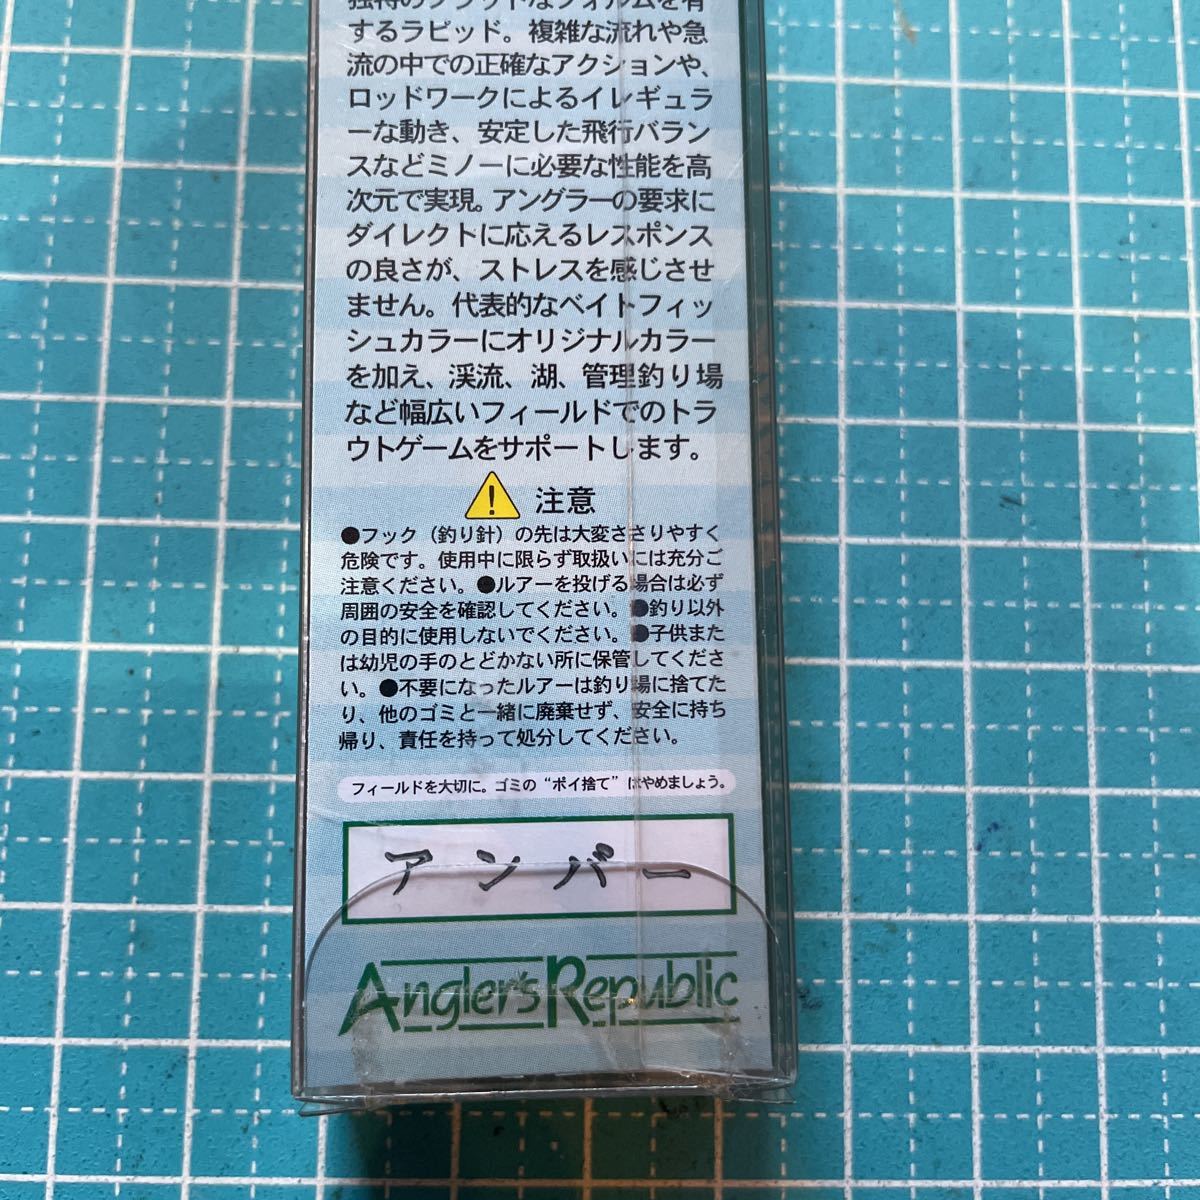 独特のフラットなフォルムを有
するラピッド。複雑な流れや急
流の中での正確なアクションや、
ロッドワークによるイレギュラ
ーな動き、安定した飛行バラン
スなどミノーに必要な性能を高
次元で実現。アングラーの要求に
ダイレクトに応えるレスポンス
の良さが、ストレスを感じさせ
ません。代表的なベイトフィッ
シュカラーにオリジナルカラー
を加え、渓流、湖、管理釣り場
など幅広いフィールドでのトラ
ウトゲームをサポートします。
注意
●フック（釣り針）の先は大変ささりやすく
危険です。使用中に限らず取扱いには充分ご
注意ください。●ルアーを投げる場合は必ず
周囲の安全を確認してください。●釣り以外
の目的に使用しないでください。●子供また
は幼児の手のとどかない所に保管してくださ
い。●不要になったルアーは釣り場に捨てた
り、他のゴミと一緒に廃棄せず、安全に持ち
帰り、責任を持って処分してください。
フィールドを大切に。ゴミの“ポイ捨て”はやめましょう。
アンバー
Angler's Republic